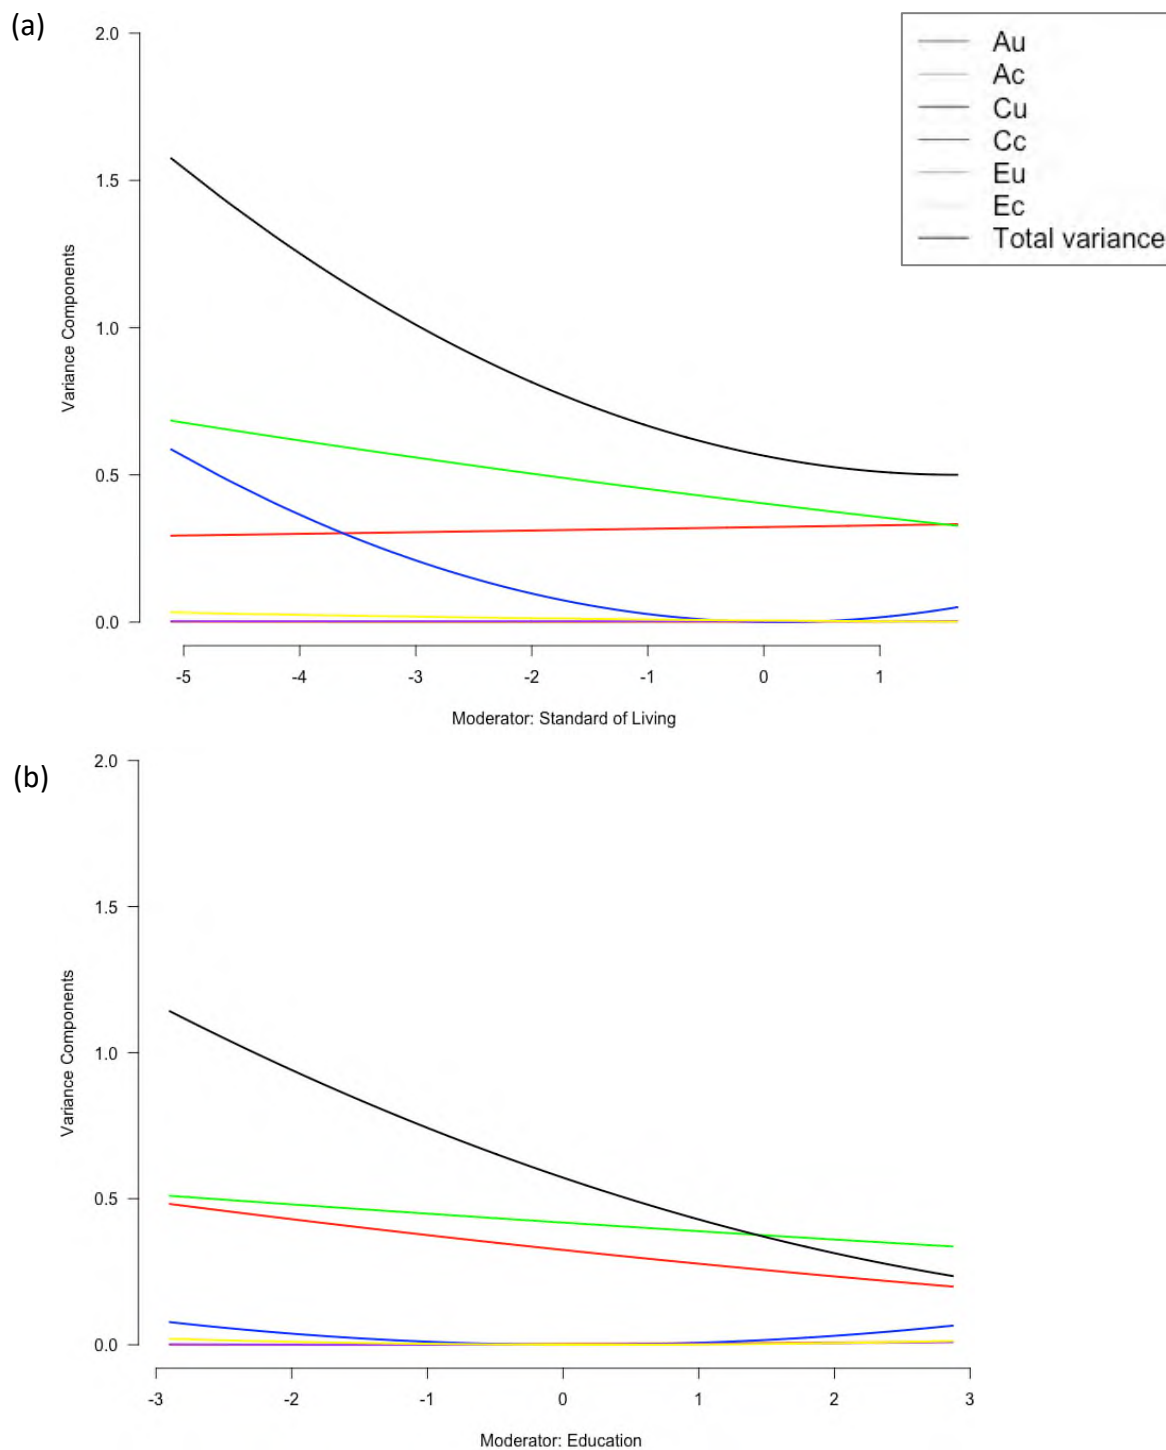 (a)
2.0
1.5
1.0
0.5
0.0
Variance Components
-5 -4 -3 -2 -1 0 1
Moderator: Standard of Living
Au
Ac
Cu
Cc
Eu
Ec
Total variance
(b)
2.0
1.5
1.0
0.5
0.0
Variance Components
-3 -2 -1 0 1 2 3
Moderator: Education